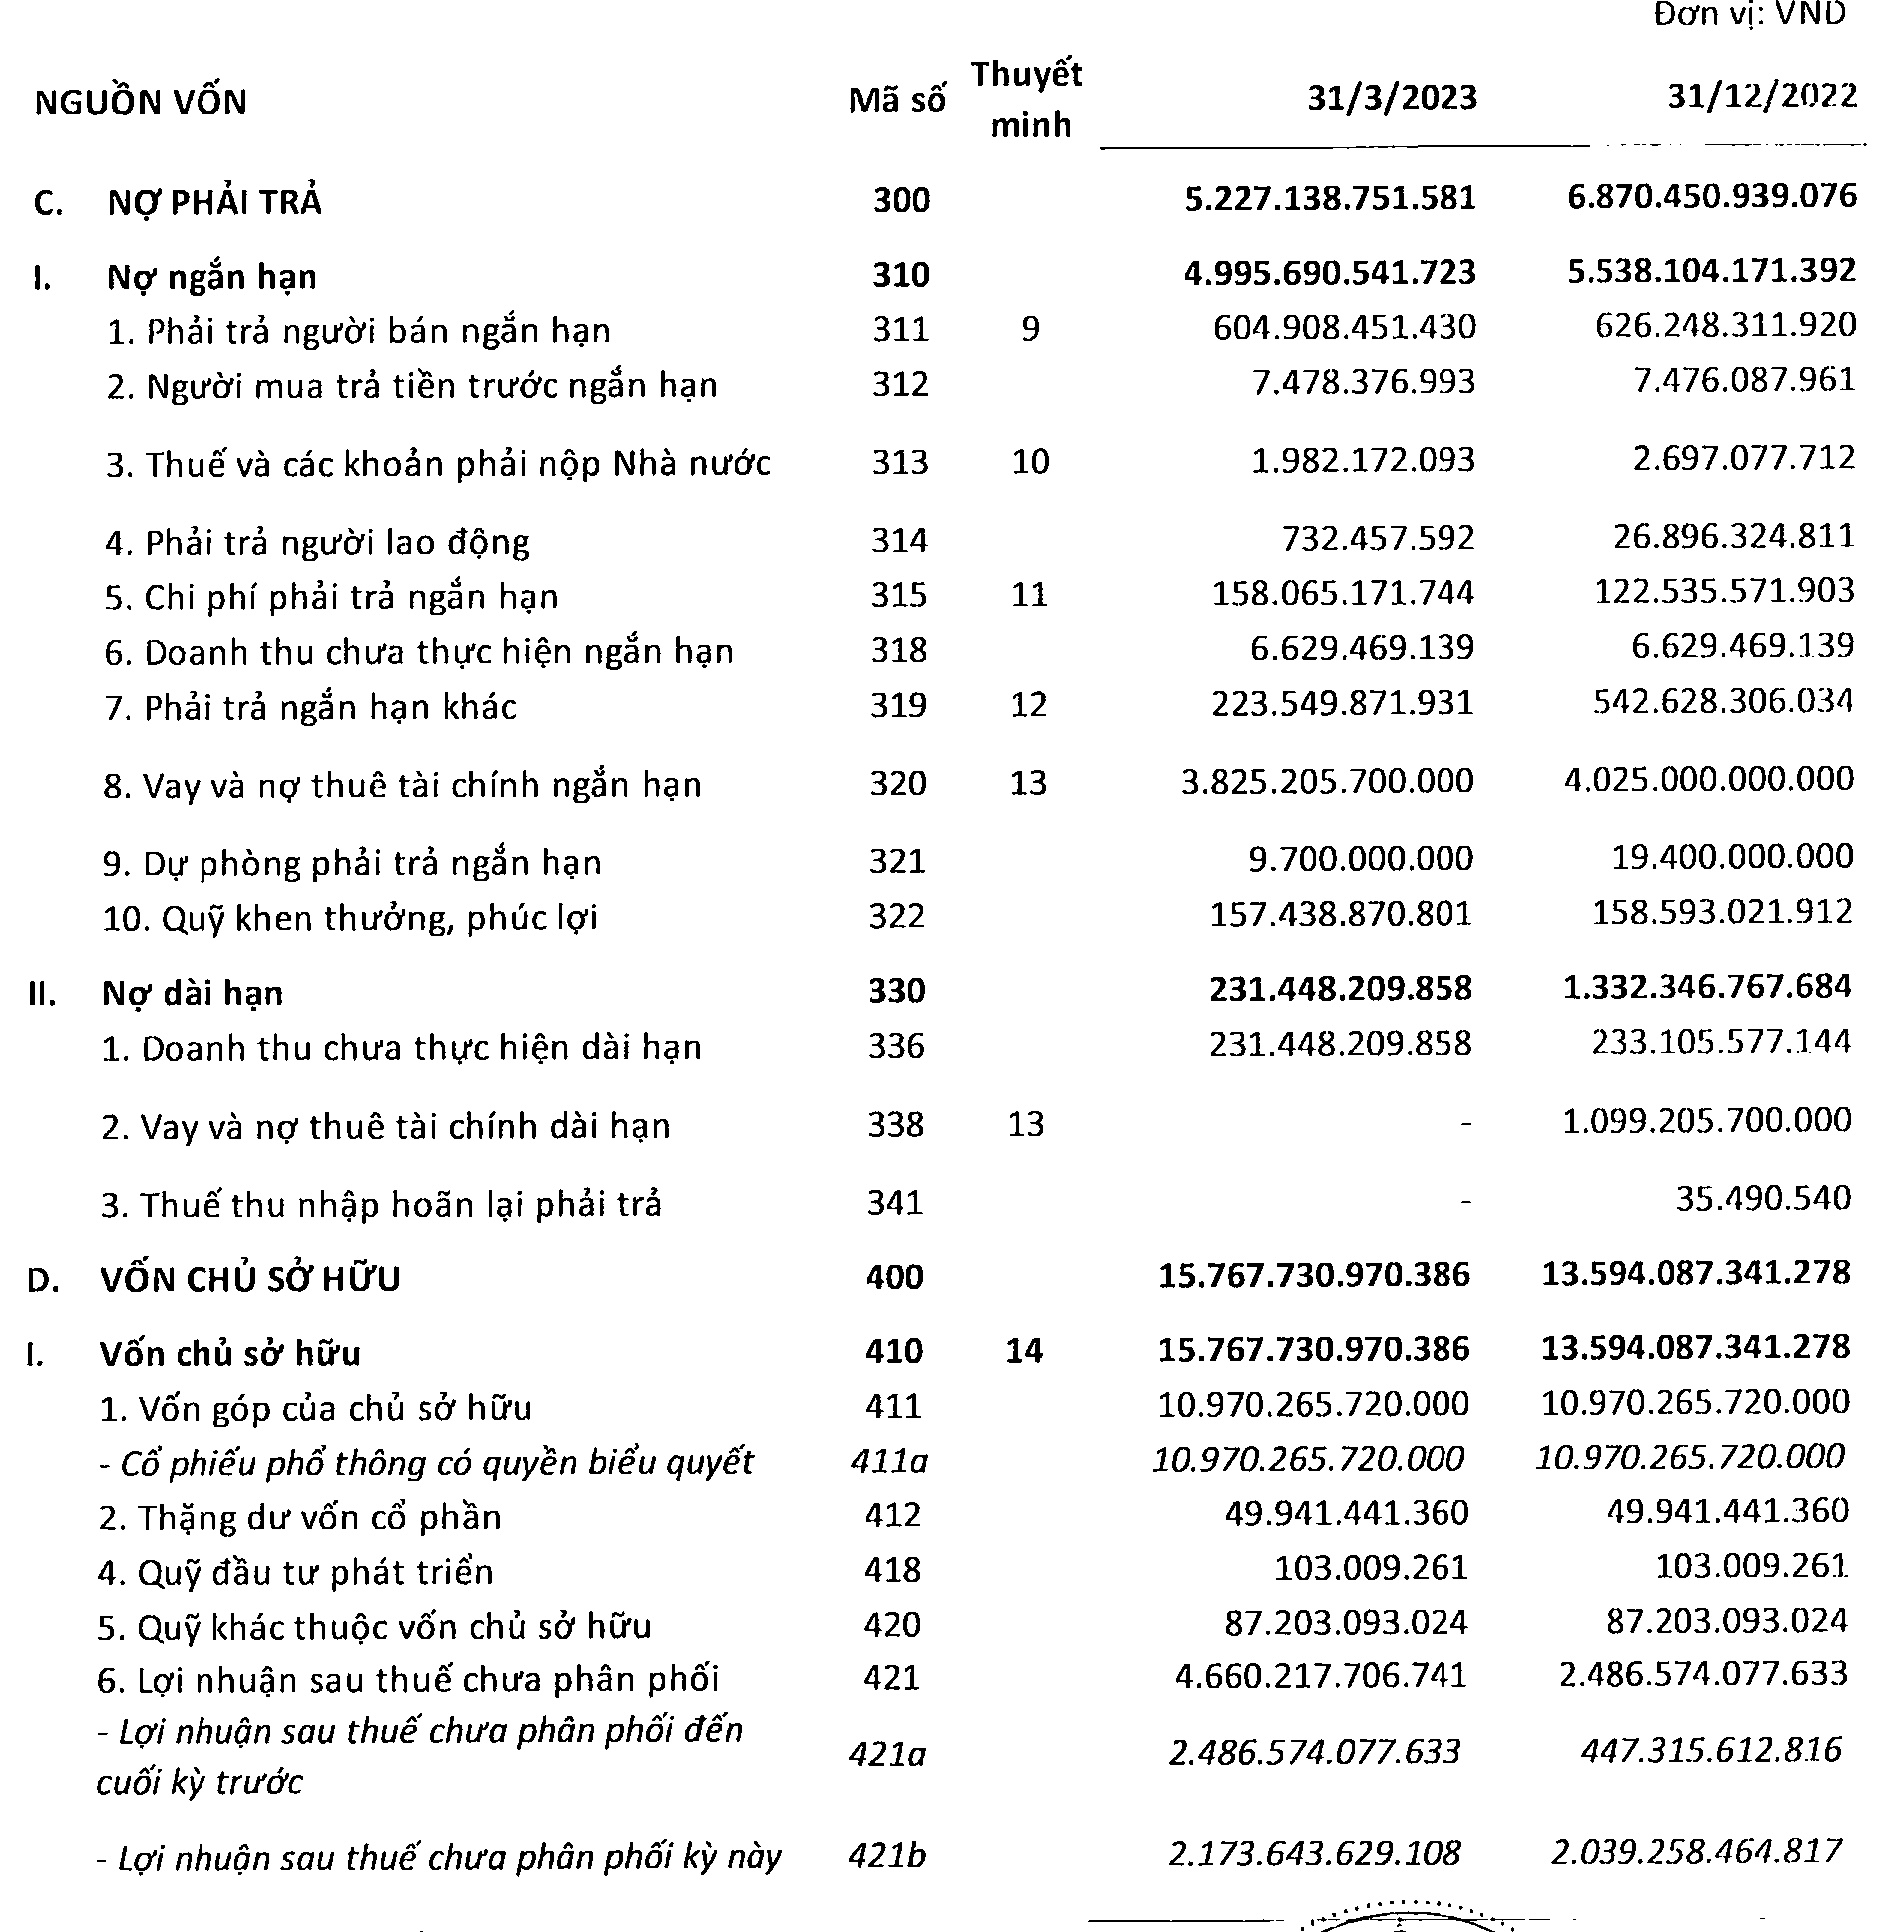 Đơn vị: VND
NGUỒN VỐN Mã số Thuyết minh 31/3/2023 31/12/2022
C. NỢ PHẢI TRẢ 300 5.227.138.751.581 6.870.450.939.076
I. Nợ ngắn hạn 310 4.995.690.541.723 5.538.104.171.392
1. Phải trả người bán ngắn hạn 311 9 604.908.451.430 626.248.311.920
2. Người mua trả tiền trước ngắn hạn 312 7.478.376.993 7.476.087.961
3. Thuế và các khoản phải nộp Nhà nước 313 10 1.982.172.093 2.697.077.712
4. Phải trả người lao động 314 732.457.592 26.896.324.811
5. Chi phí phải trả ngắn hạn 315 11 158.065.171.744 122.535.571.903
6. Doanh thu chưa thực hiện ngắn hạn 318 6.629.469.139 6.629.469.139
7. Phải trả ngắn hạn khác 319 12 223.549.871.931 542.628.306.034
8. Vay và nợ thuê tài chính ngắn hạn 320 13 3.825.205.700.000 4.025.000.000.000
9. Dự phòng phải trả ngắn hạn 321 9.700.000.000 19.400.000.000
10. Quỹ khen thưởng, phúc lợi 322 157.438.870.801 158.593.021.912
II. Nợ dài hạn 330 231.448.209.858 1.332.346.767.684
1. Doanh thu chưa thực hiện dài hạn 336 231.448.209.858 233.105.577.144
2. Vay và nợ thuê tài chính dài hạn 338 13 - 1.099.205.700.000
3. Thuế thu nhập hoãn lại phải trả 341 - 35.490.540
D. VỐN CHỦ SỞ HỮU 400 15.767.730.970.386 13.594.087.341.278
I. Vốn chủ sở hữu 410 14 15.767.730.970.386 13.594.087.341.278
1. Vốn góp của chủ sở hữu 411 10.970.265.720.000 10.970.265.720.000
- Cổ phiếu phổ thông có quyền biểu quyết 411a 10.970.265.720.000 10.970.265.720.000
2. Thặng dư vốn cổ phần 412 49.941.441.360 49.941.441.360
4. Quỹ đầu tư phát triển 418 103.009.261 103.009.261
5. Quỹ khác thuộc vốn chủ sở hữu 420 87.203.093.024 87.203.093.024
6. Lợi nhuận sau thuế chưa phân phối 421 4.660.217.706.741 2.486.574.077.633
- Lợi nhuận sau thuế chưa phân phối đến
cuối kỳ trước 421a 2.486.574.077.633 447.315.612.816
- Lợi nhuận sau thuế chưa phân phối kỳ này 421b 2.173.643.629.108 2.039.258.464.817